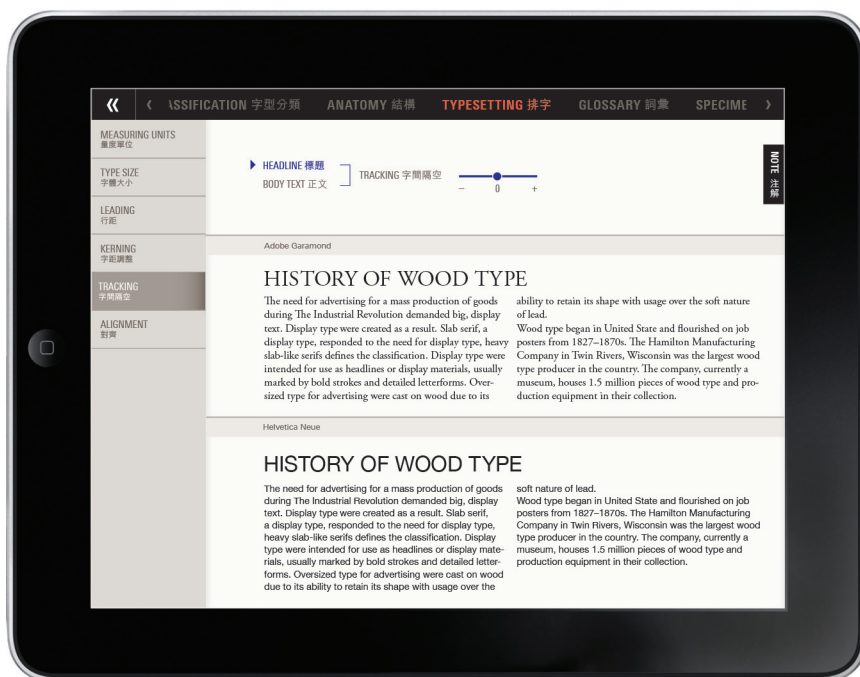 « ‹ ASSIFICATION 字型分類 ANATOMY 結構 TYPESETTING 排字 GLOSSARY 詞彙 SPECIME ›
MEASURING UNITS
量度單位
TYPE SIZE
字體大小
LEADING
行距
KERNING
字距調整
TRACKING
字間隔空
ALIGNMENT
對齊
HEADLINE 標題
BODY TEXT 正文
TRACKING 字間隔空
– 0 +
NOTE 注解
Adobe Garamond
HISTORY OF WOOD TYPE
The need for advertising for a mass production of goods
during The Industrial Revolution demanded big, display
text. Display type were created as a result. Slab serif, a
display type, responded to the need for display type, heavy
slab-like serifs defines the classification. Display type were
intended for use as headlines or display materials, usually
marked by bold strokes and detailed letterforms. Over-
sized type for advertising were cast on wood due to its
ability to retain its shape with usage over the soft nature
of lead.
Wood type began in United State and flourished on job
posters from 1827–1870s. The Hamilton Manufacturing
Company in Twin Rivers, Wisconsin was the largest wood
type producer in the country. The company, currently a
museum, houses 1.5 million pieces of wood type and pro-
duction equipment in their collection.
Helvetica Neue
HISTORY OF WOOD TYPE
The need for advertising for a mass production of goods
during The Industrial Revolution demanded big, display
text. Display type were created as a result. Slab serif,
a display type, responded to the need for display type,
heavy slab-like serifs defines the classification. Display
type were intended for use as headlines or display mate-
rials, usually marked by bold strokes and detailed letter-
forms. Oversized type for advertising were cast on wood
due to its ability to retain its shape with usage over the
soft nature of lead.
Wood type began in United State and flourished on job
posters from 1827–1870s. The Hamilton Manufacturing
Company in Twin Rivers, Wisconsin was the largest wood
type producer in the country. The company, currently a
museum, houses 1.5 million pieces of wood type and
production equipment in their collection.